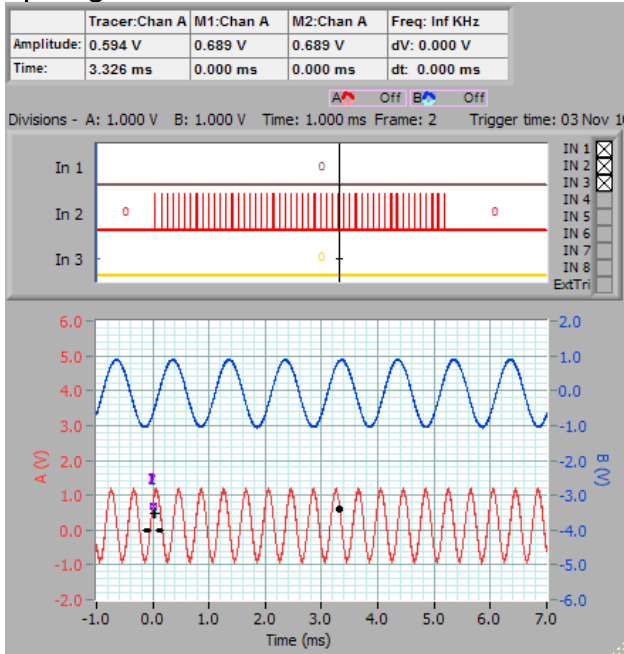 Tracer:Chan A M1:Chan A M2:Chan A Freq: Inf KHz
Amplitude: 0.594 V 0.689 V 0.689 V dV: 0.000 V
Time: 3.326 ms 0.000 ms 0.000 ms dt: 0.000 ms
A Off B Off
Divisions - A: 1.000 V B: 1.000 V Time: 1.000 ms Frame: 2 Trigger time: 03 Nov
In 1 0 IN 1
IN 2
IN 3
In 2 0 0 IN 4
IN 5
IN 6
In 3 0 IN 7
IN 8
ExtTri
6.0 2.0
5.0 1.0
4.0 0.0
3.0 -1.0
2.0 -2.0
A (V) B (V)
1.0 -3.0
0.0 -4.0
-1.0 -5.0
-2.0 -6.0
-1.0 0.0 1.0 2.0 3.0 4.0 5.0 6.0 7.0
Time (ms)